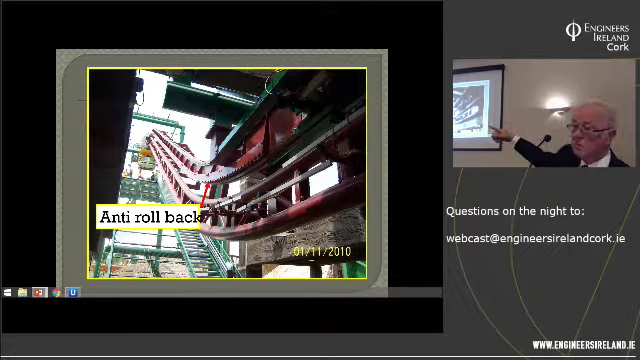 ENGINEERS
IRELAND
Cork
Anti roll back
01/11/2010
Questions on the night to:
webcast@engineersirelandcork.ie
WWW.ENGINEERSIRELAND.IE